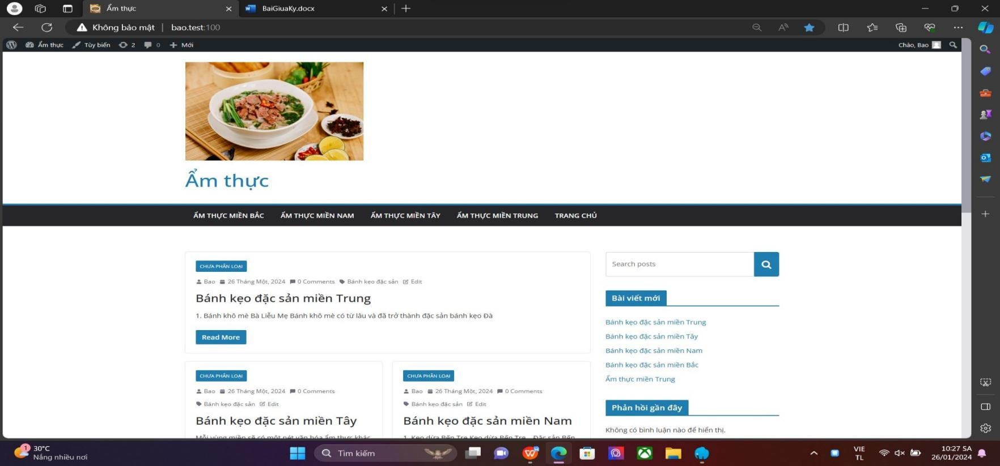 Ẩm thực
BaiGiuaKy.docx
Không bảo mật | bao.test:100
Ẩm thực Tùy biến 2 0 Mới
Chào, Bao
Ẩm thực
ẨM THỰC MIỀN BẮC ẨM THỰC MIỀN NAM ẨM THỰC MIỀN TÂY ẨM THỰC MIỀN TRUNG TRANG CHỦ
CHƯA PHÂN LOẠI
Bao 26 Tháng Một, 2024 0 Comments Bánh kẹo đặc sản Edit
Bánh kẹo đặc sản miền Trung
1. Bánh khô mè Bà Liễu Mẹ Bánh khô mè có từ lâu và đã trở thành đặc sản bánh kẹo Đà
Read More
CHƯA PHÂN LOẠI
Bao 26 Tháng Một, 2024 0 Comments
Bánh kẹo đặc sản Edit
Bánh kẹo đặc sản miền Tây
Mỗi vùng miền sẽ có một nét văn hóa ẩm thực khác
CHƯA PHÂN LOẠI
Bao 26 Tháng Một, 2024 0 Comments
Bánh kẹo đặc sản Edit
Bánh kẹo đặc sản miền Nam
1. Kẹo dừa Bến Tre Kẹo dừa Bến Tre – Đặc sản Bến
Search posts
Bài viết mới
Bánh kẹo đặc sản miền Trung
Bánh kẹo đặc sản miền Tây
Bánh kẹo đặc sản miền Nam
Bánh kẹo đặc sản miền Bắc
Ẩm thực miền Trung
Phản hồi gần đây
Không có bình luận nào để hiển thị.
1
30°C
Nắng nhiều nơi
Tìm kiếm
VIE
TL
10:27 SA
26/01/2024